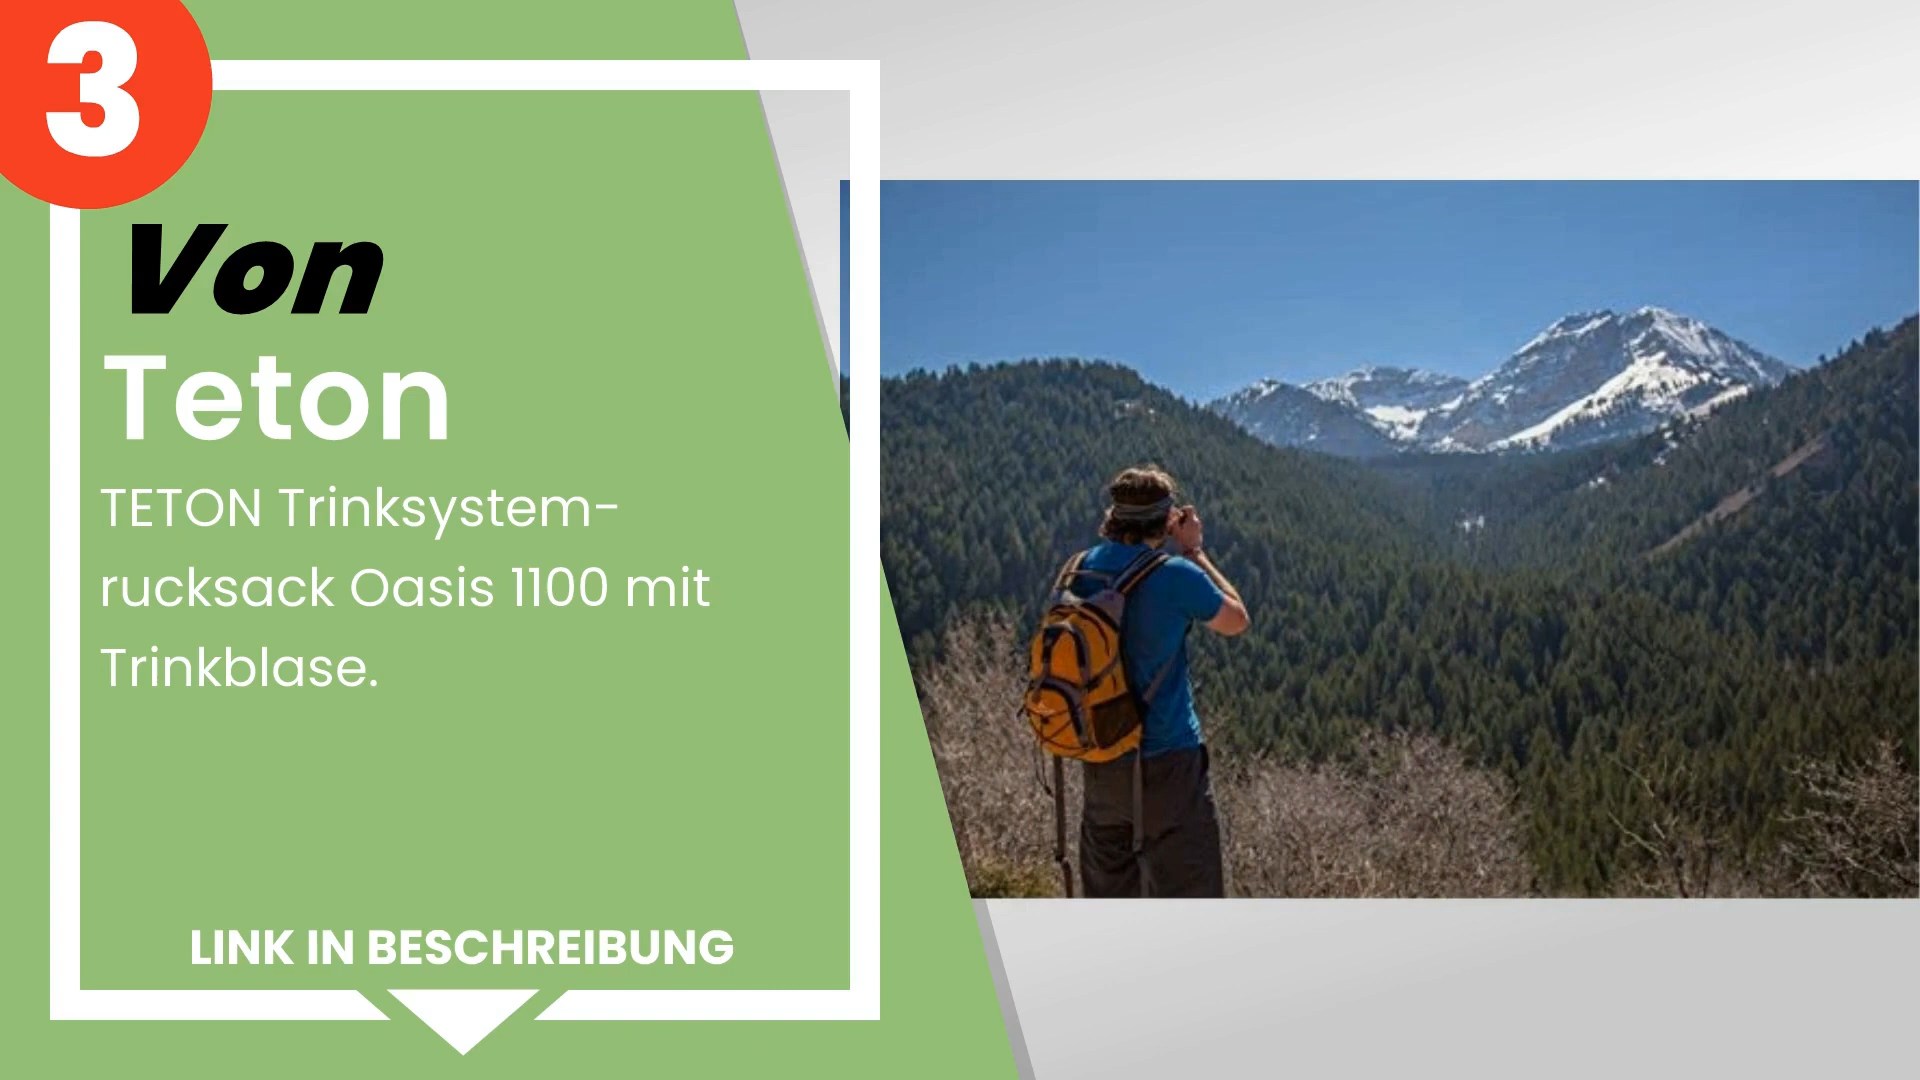 3
Von
Teton
TETON Trinksystem-
rucksack Oasis 1100 mit
Trinkblase.
LINK IN BESCHREIBUNG